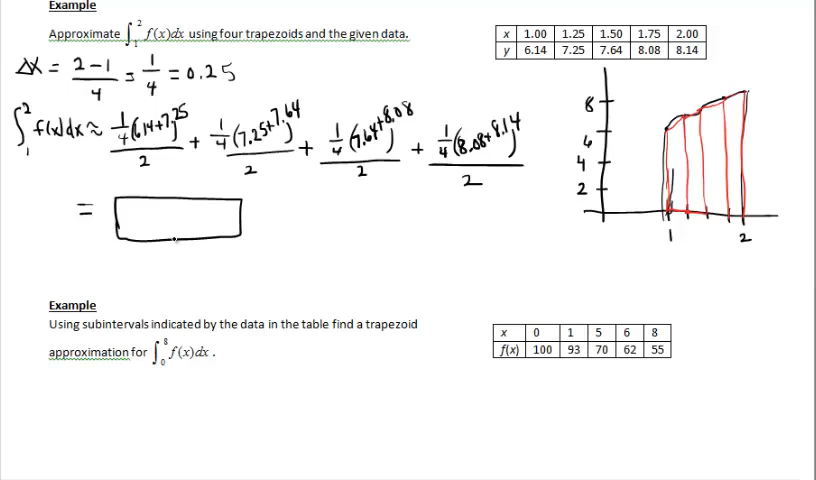 Example
Approximate ∫₁² f(x)dx using four trapezoids and the given data.
x 1.00 1.25 1.50 1.75 2.00
y 6.14 7.25 7.64 8.08 8.14
Δx = (2-1)/4 = 1/4 = 0.25
∫₁² f(x)dx ≈ 1/4(6.14+7.25)/2 + 1/4(7.25+7.64)/2 + 1/4(7.64+8.08)/2 + 1/4(8.08+8.14)/2
=
8
6
4
2
1 2
Example
Using subintervals indicated by the data in the table find a trapezoid
approximation for ∫₀⁸ f(x)dx .
x 0 1 5 6 8
f(x) 100 93 70 62 55